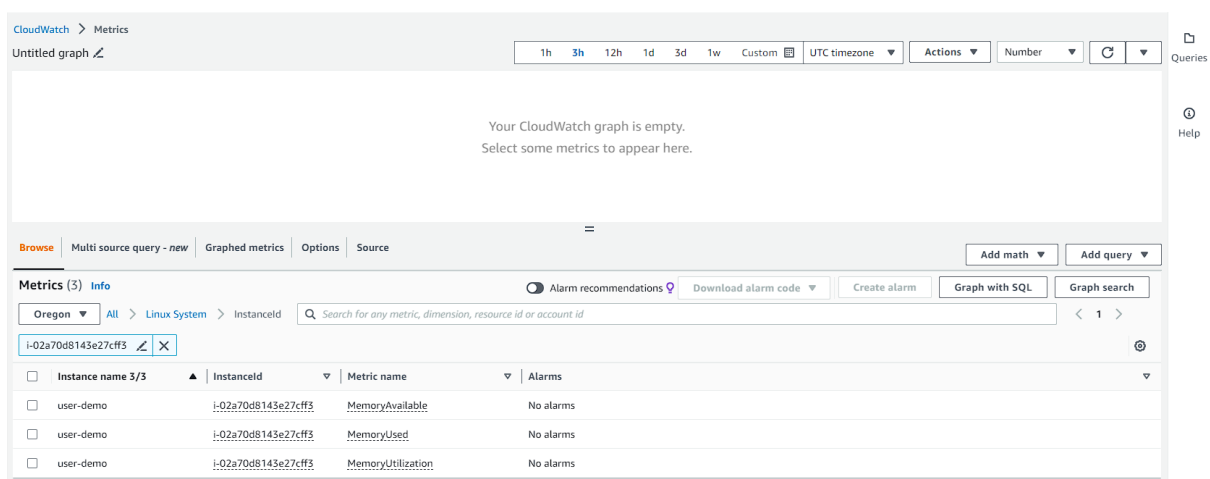 CloudWatch > Metrics
Untitled graph
1h 3h 12h 1d 3d 1w Custom UTC timezone Actions Number
Queries
Help
Your CloudWatch graph is empty.
Select some metrics to appear here.
Browse Multi source query - new Graphed metrics Options Source
Add math Add query
Metrics (3) Info Alarm recommendations Download alarm code Create alarm Graph with SQL Graph search
Oregon All > Linux System > InstanceId Search for any metric, dimension, resource id or account id < 1 >
i-02a70d8143e27cff3
Instance name 3/3 InstanceId Metric name Alarms
user-demo i-02a70d8143e27cff3 MemoryAvailable No alarms
user-demo i-02a70d8143e27cff3 MemoryUsed No alarms
user-demo i-02a70d8143e27cff3 MemoryUtilization No alarms